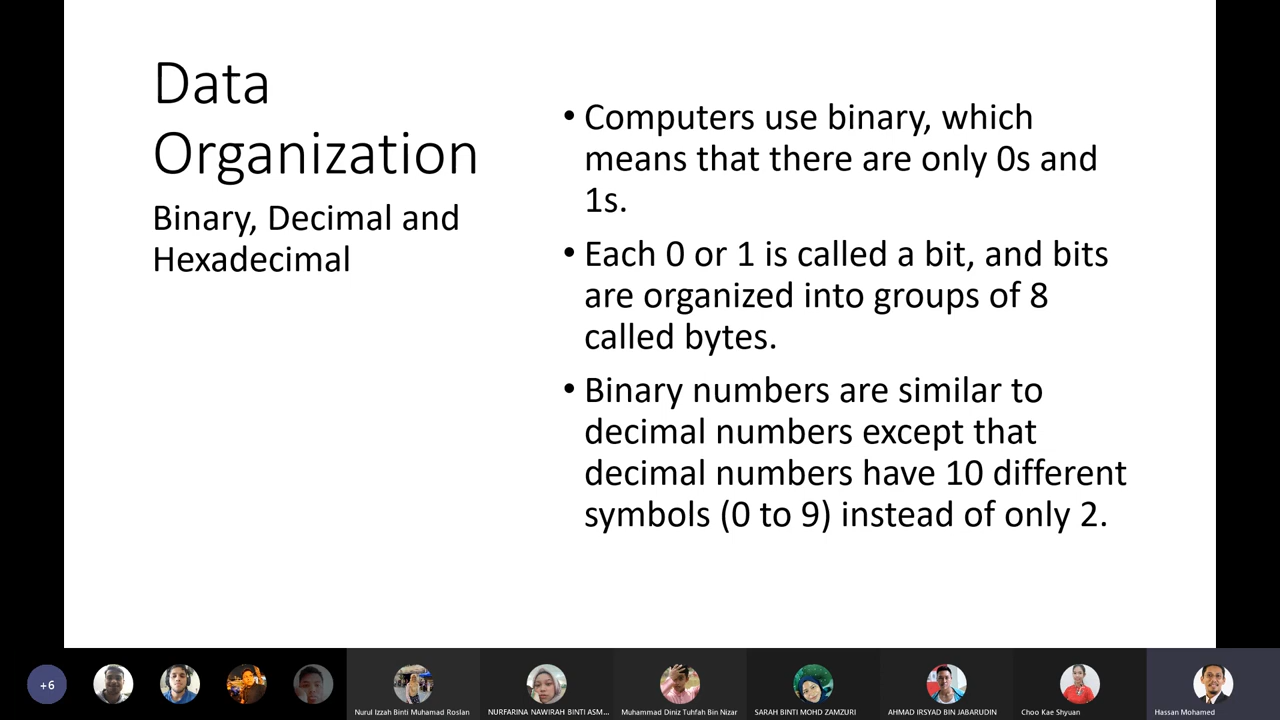 Data
Organization
Binary, Decimal and
Hexadecimal
• Computers use binary, which
means that there are only 0s and
1s.
• Each 0 or 1 is called a bit, and bits
are organized into groups of 8
called bytes.
• Binary numbers are similar to
decimal numbers except that
decimal numbers have 10 different
symbols (0 to 9) instead of only 2.
+6
Nurul Izzah Binti Muhamad Roslan
NURFARINA NAWIRAH BINTI ASM...
Muhammad Diniz Tuhfah Bin Nizar
SARAH BINTI MOHD ZAMZURI
AHMAD IRSYAD BIN JABARUDIN
Choo Kae Shyuan
Hassan Mohamed